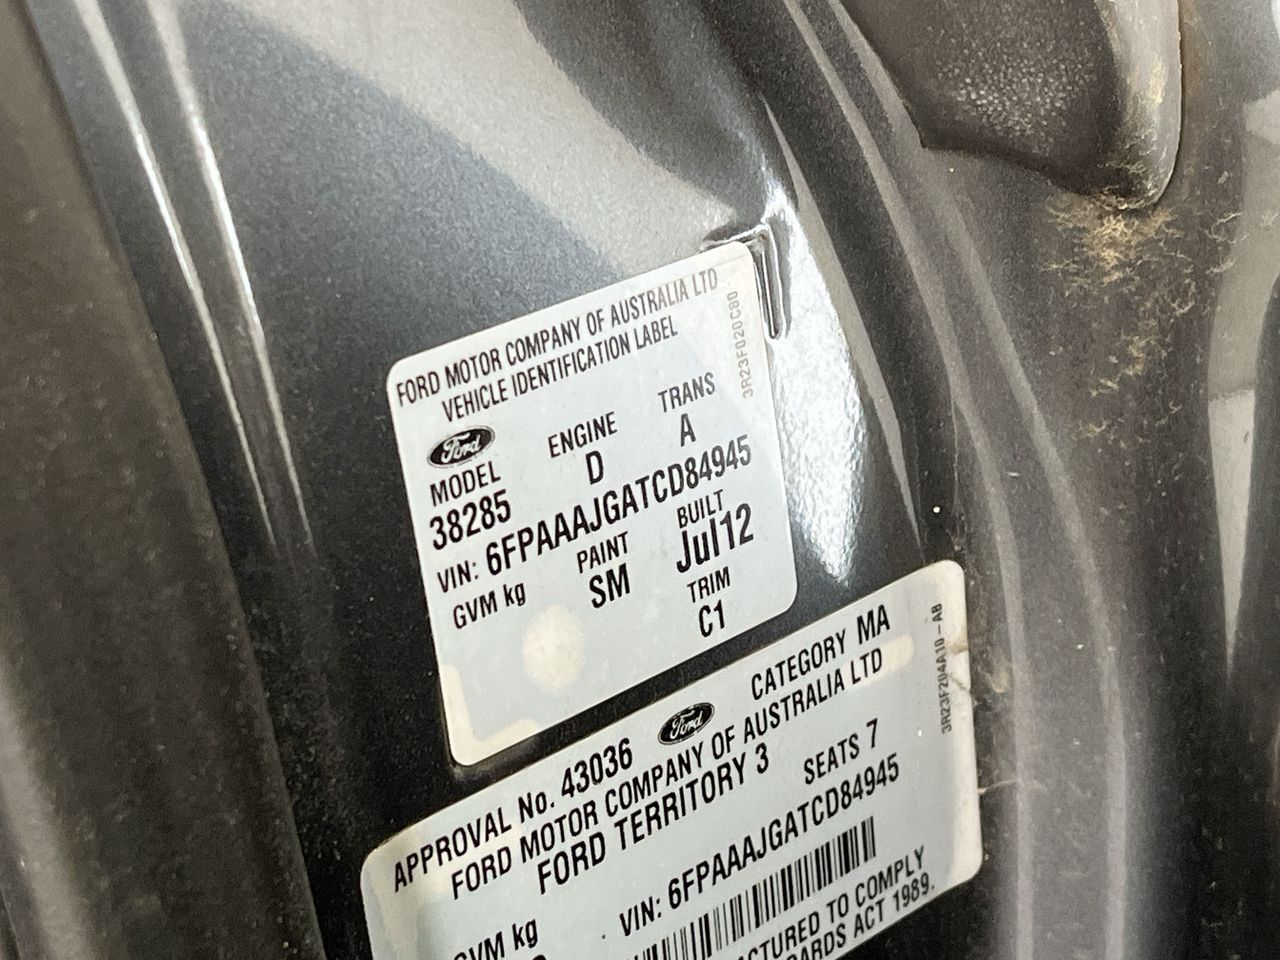 FORD MOTOR COMPANY OF AUSTRALIA LTD
VEHICLE IDENTIFICATION LABEL
3R23F020C80
Ford
MODEL ENGINE TRANS
38285 D A
VIN: 6FPAAAJGATCD84945
GVM kg PAINT BUILT
SM Jul12
TRIM
C1
CATEGORY MA
APPROVAL No. 43036 Ford
FORD MOTOR COMPANY OF AUSTRALIA LTD
FORD TERRITORY 3 SEATS 7
3R23F204A10-AB
VIN: 6FPAAAJGATCD84945
GVM kg
TO COMPLY
ACT 1989.